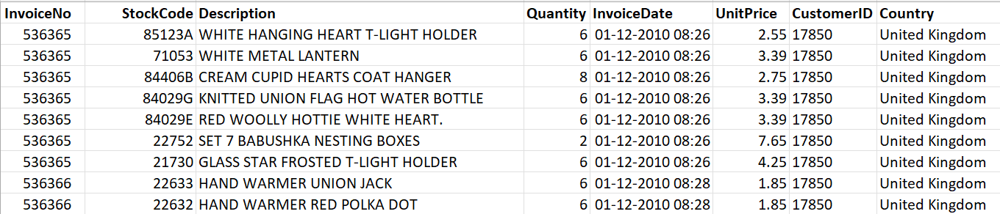 InvoiceNo StockCode Description Quantity InvoiceDate UnitPrice CustomerID Country
536365 85123A WHITE HANGING HEART T-LIGHT HOLDER 6 01-12-2010 08:26 2.55 17850 United Kingdom
536365 71053 WHITE METAL LANTERN 6 01-12-2010 08:26 3.39 17850 United Kingdom
536365 84406B CREAM CUPID HEARTS COAT HANGER 8 01-12-2010 08:26 2.75 17850 United Kingdom
536365 84029G KNITTED UNION FLAG HOT WATER BOTTLE 6 01-12-2010 08:26 3.39 17850 United Kingdom
536365 84029E RED WOOLLY HOTTIE WHITE HEART. 6 01-12-2010 08:26 3.39 17850 United Kingdom
536365 22752 SET 7 BABUSHKA NESTING BOXES 2 01-12-2010 08:26 7.65 17850 United Kingdom
536365 21730 GLASS STAR FROSTED T-LIGHT HOLDER 6 01-12-2010 08:26 4.25 17850 United Kingdom
536366 22633 HAND WARMER UNION JACK 6 01-12-2010 08:28 1.85 17850 United Kingdom
536366 22632 HAND WARMER RED POLKA DOT 6 01-12-2010 08:28 1.85 17850 United Kingdom